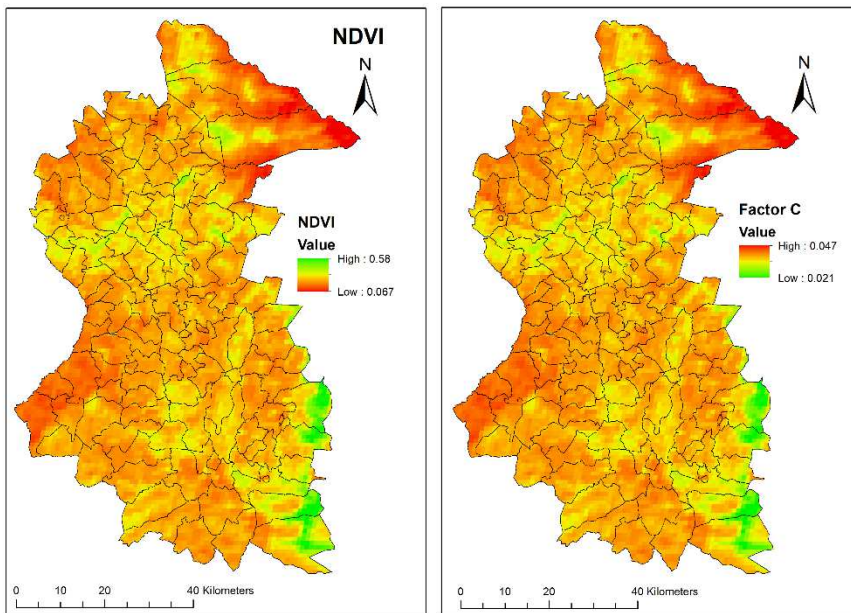 NDVI
N
NDVI
Value
High : 0.58
Low : 0.067
0 10 20 40 Kilometers
N
Factor C
Value
High : 0.047
Low : 0.021
0 10 20 40 Kilometers